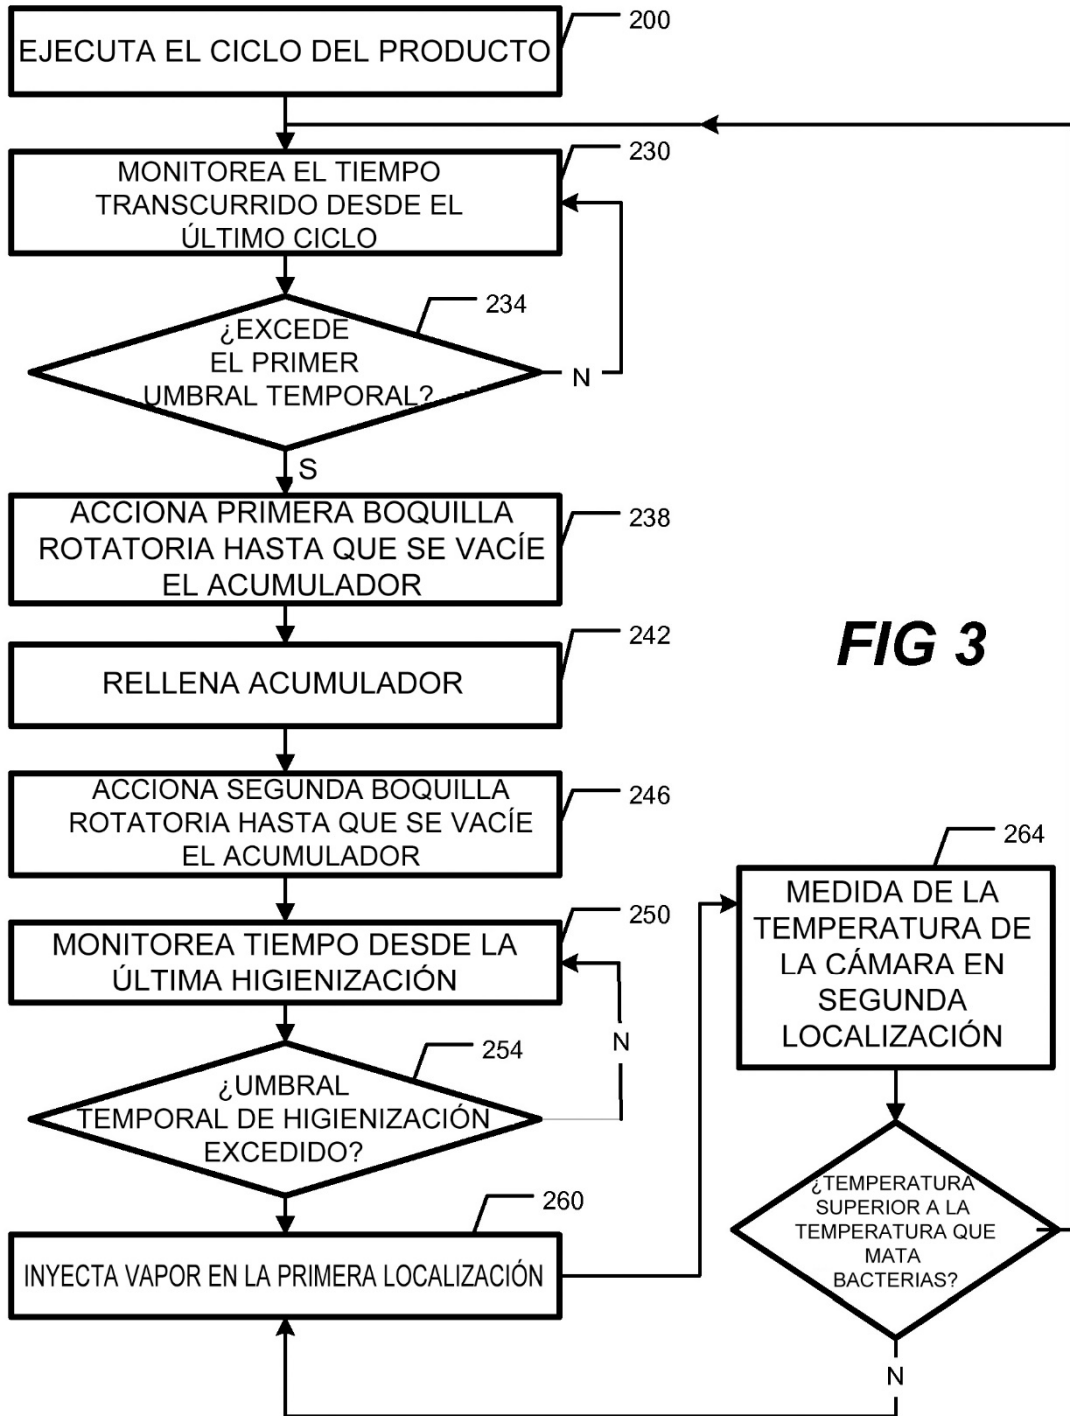 200
EJECUTA EL CICLO DEL PRODUCTO
230
MONITOREA EL TIEMPO
TRANSCURRIDO DESDE EL
ÚLTIMO CICLO
234
¿EXCEDE
EL PRIMER
UMBRAL TEMPORAL?
N
S
238
ACCIONA PRIMERA BOQUILLA
ROTATORIA HASTA QUE SE VACÍE
EL ACUMULADOR
242
RELLENA ACUMULADOR
FIG 3
246
ACCIONA SEGUNDA BOQUILLA
ROTATORIA HASTA QUE SE VACÍE
EL ACUMULADOR
250
MONITOREA TIEMPO DESDE LA
ÚLTIMA HIGIENIZACIÓN
N
254
¿UMBRAL
TEMPORAL DE HIGIENIZACIÓN
EXCEDIDO?
260
INYECTA VAPOR EN LA PRIMERA LOCALIZACIÓN
264
MEDIDA DE LA
TEMPERATURA DE
LA CÁMARA EN
SEGUNDA
LOCALIZACIÓN
¿TEMPERATURA
SUPERIOR A LA
TEMPERATURA QUE
MATA
BACTERIAS?
N